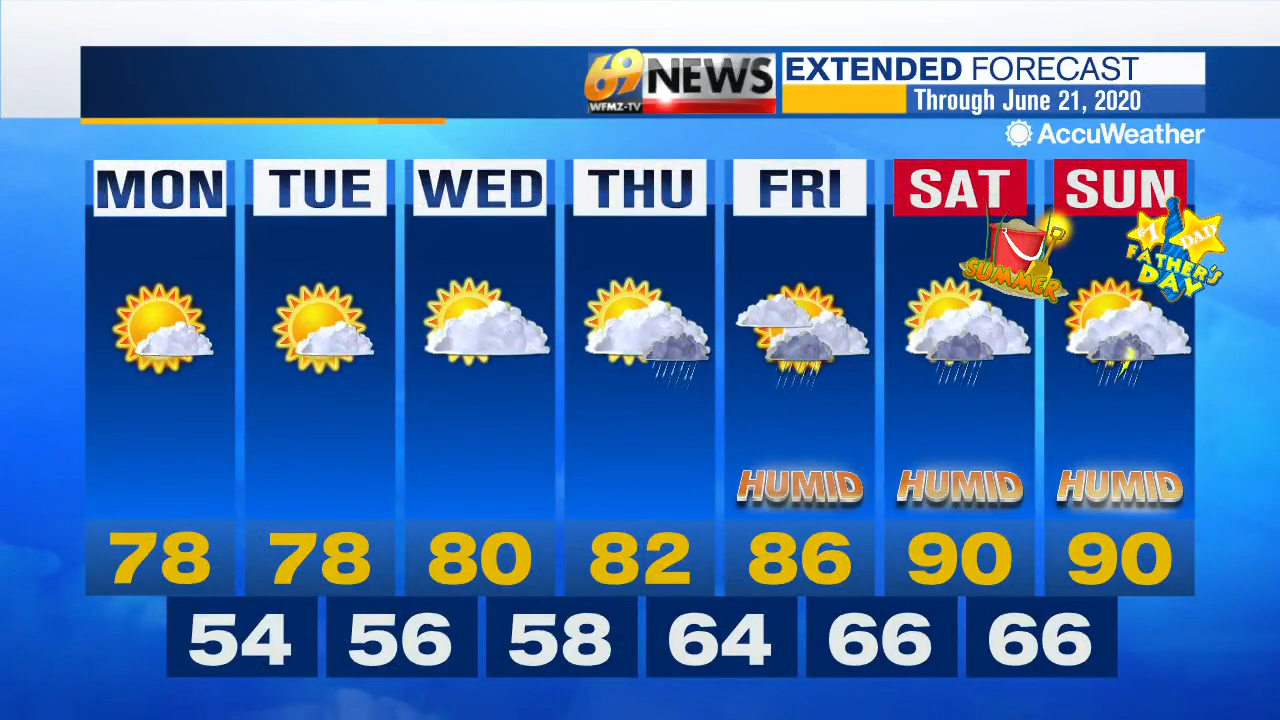 69 NEWS
WFMZ-TV
EXTENDED FORECAST
Through June 21, 2020
AccuWeather
MON TUE WED THU FRI SAT SUN
SUMMER
#1 DAD
FATHER'S
DAY
HUMID HUMID HUMID
78 78 80 82 86 90 90
54 56 58 64 66 66